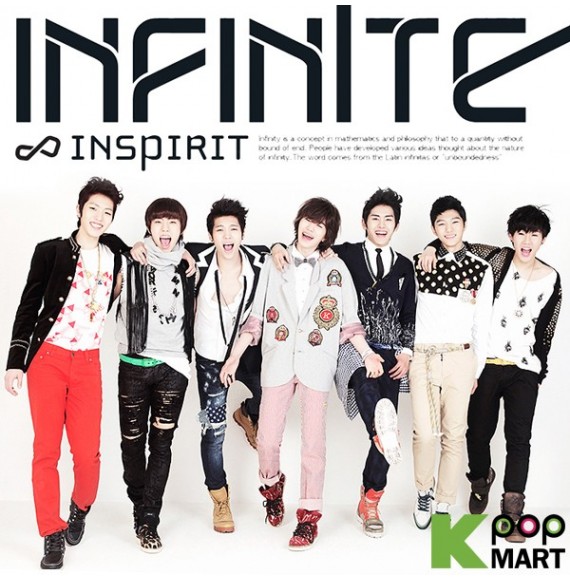 INFINITE
∞ INSPIRIT
Infinity is a concept in mathematics and philosophy that to a quantity without
bound of end. People have developed various ideas thought about the nature
of infinity. The word comes from the Latin infinitas or "unboundedness."
Kpop
MART